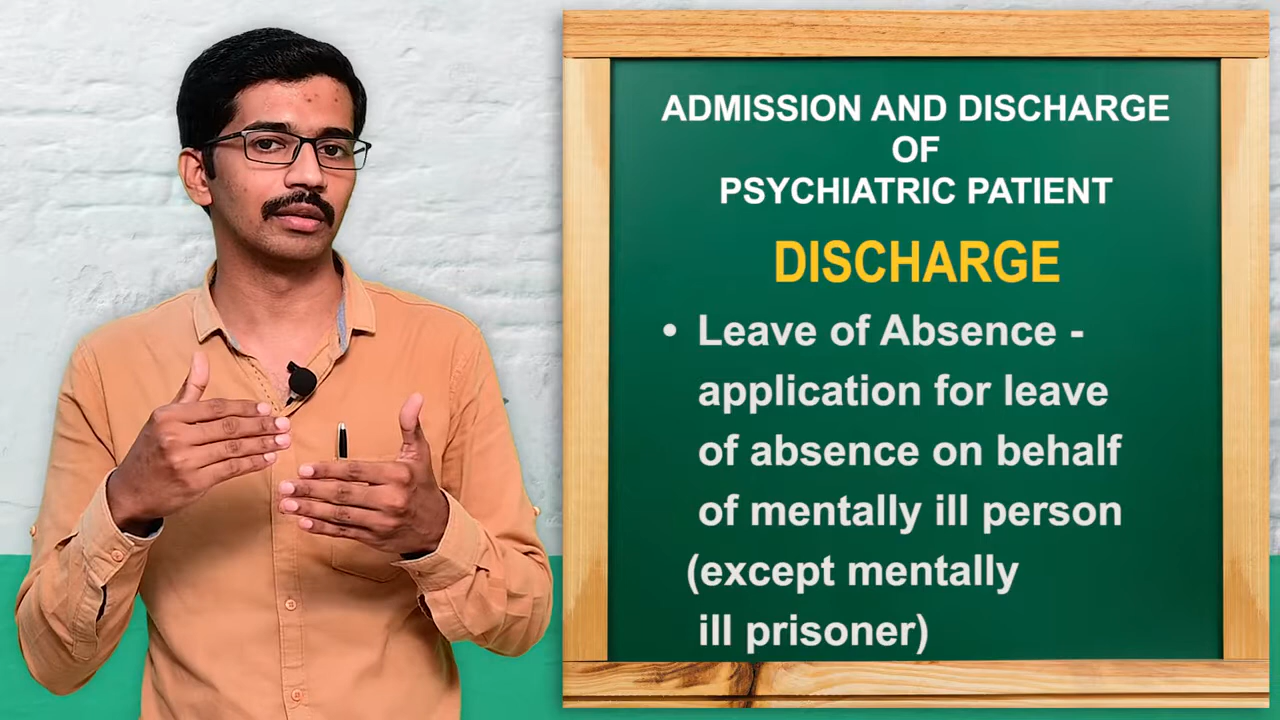 ADMISSION AND DISCHARGE
OF
PSYCHIATRIC PATIENT
DISCHARGE
• Leave of Absence -
application for leave
of absence on behalf
of mentally ill person
(except mentally
ill prisoner)